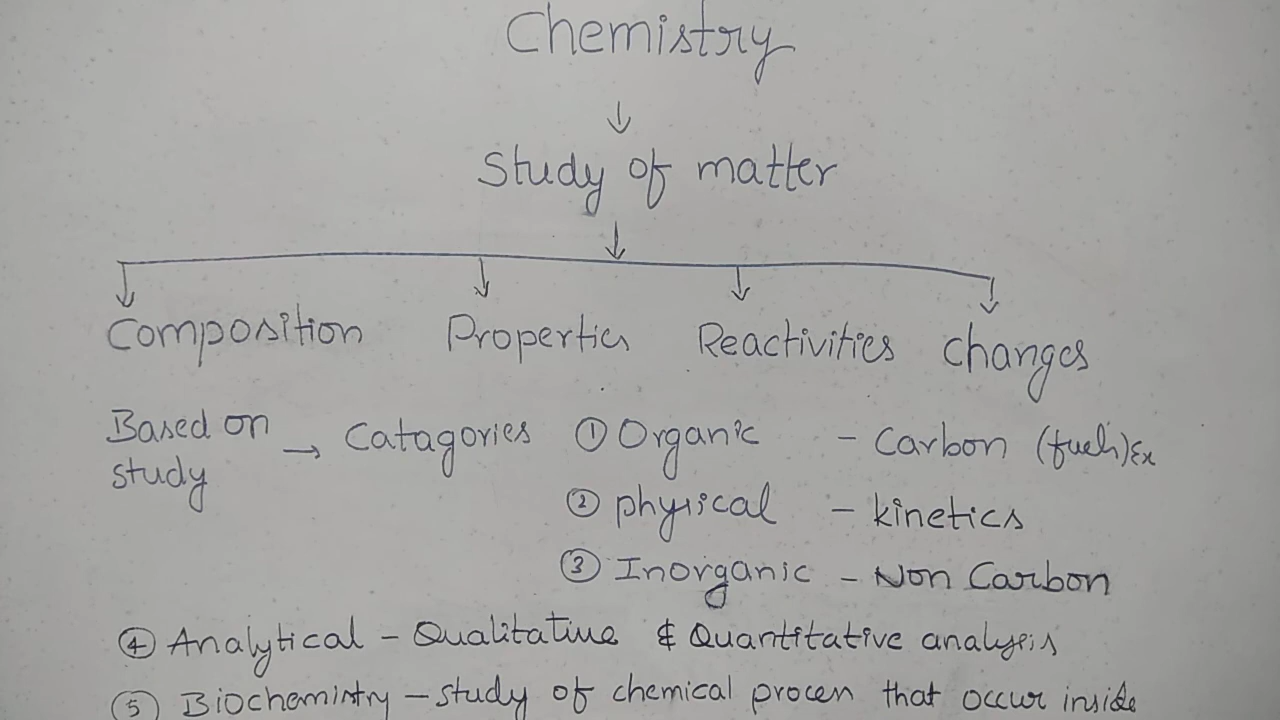 Chemistry
↓
Study of matter
↓
Composition Properties Reactivities changes
Based on study → Catagories ① Organic - Carbon (fuels) Ex
② physical - kinetics
③ Inorganic - Non Carbon
④ Analytical - Qualitative & Quantitative analysis
⑤ Biochemistry - study of chemical process that occur inside